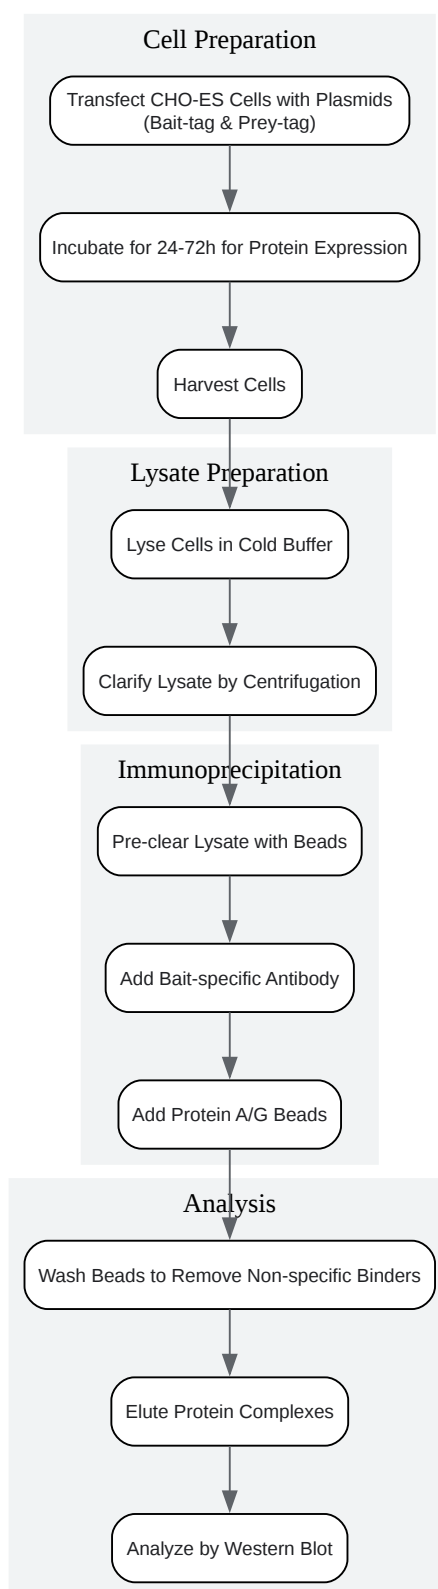 Cell Preparation
Transfect CHO-ES Cells with Plasmids
(Bait-tag & Prey-tag)
Incubate for 24-72h for Protein Expression
Harvest Cells
Lysate Preparation
Lyse Cells in Cold Buffer
Clarify Lysate by Centrifugation
Immunoprecipitation
Pre-clear Lysate with Beads
Add Bait-specific Antibody
Add Protein A/G Beads
Analysis
Wash Beads to Remove Non-specific Binders
Elute Protein Complexes
Analyze by Western Blot